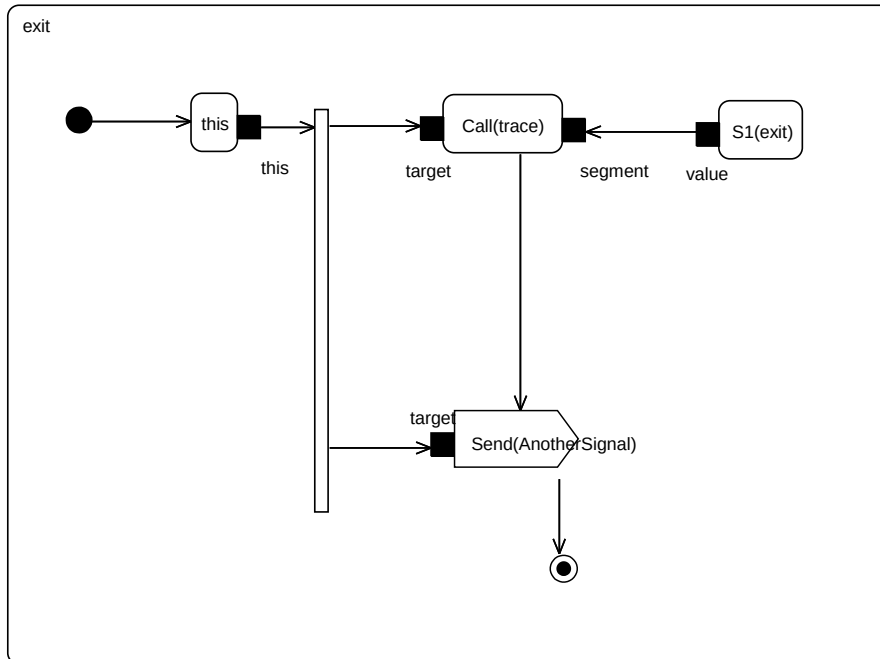 exit
this
Call(trace)
S1(exit)
this
target
segment
value
target
Send(AnotherSignal)